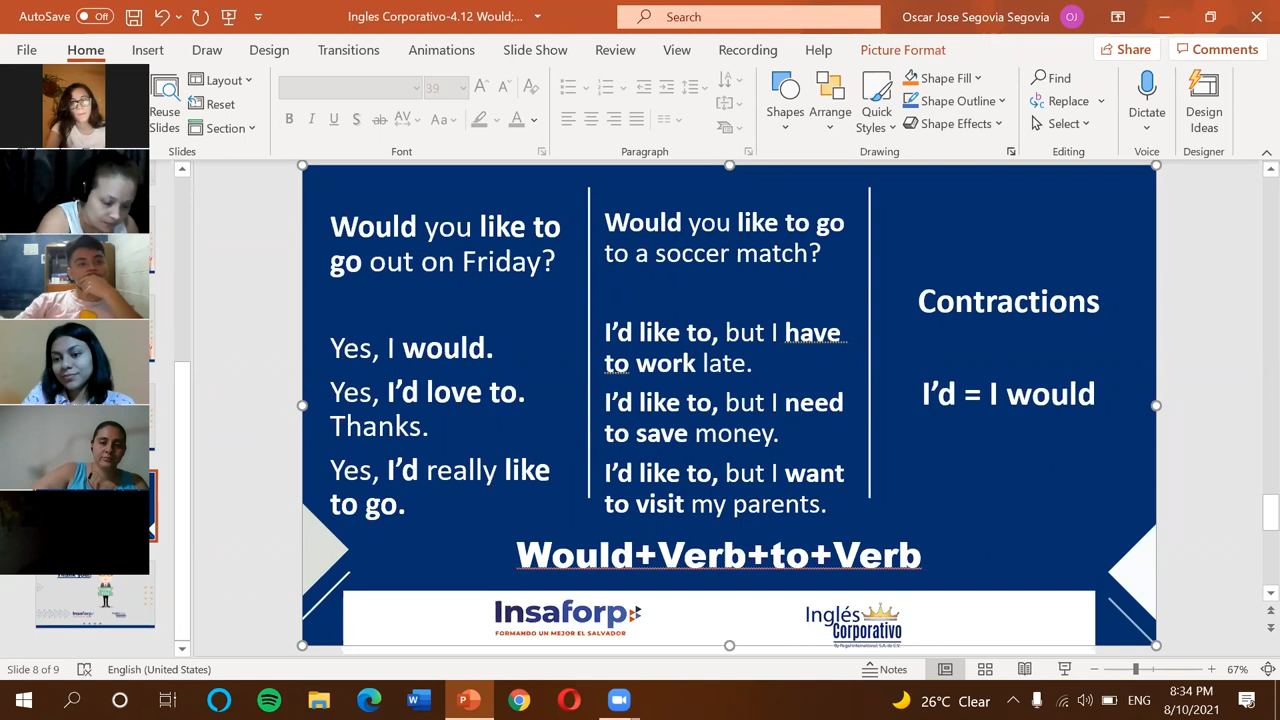 AutoSave Off
Ingles Corporativo-4.12 Would;...
Search
Oscar Jose Segovia Segovia OJ
File Home Insert Draw Design Transitions Animations Slide Show Review View Recording Help Picture Format Share Comments
Reuse Slides
Layout
Reset
Section
Slides
B I U S ab AV Aa A
Font
Paragraph
Shapes
Arrange
Quick Styles
Shape Fill
Shape Outline
Shape Effects
Drawing
Find
Replace
Select
Editing
Dictate
Voice
Design Ideas
Designer
Would you like to
go out on Friday?
Yes, I would.
Yes, I’d love to.
Thanks.
Yes, I’d really like
to go.
Would you like to go
to a soccer match?
I’d like to, but I have
to work late.
I’d like to, but I need
to save money.
I’d like to, but I want
to visit my parents.
Contractions
I’d = I would
Would+Verb+to+Verb
Insaforp
FORMANDO UN MEJOR EL SALVADOR
Inglés
Corporativo
Slide 8 of 9
English (United States)
Notes
67%
26°C Clear
ENG
8:34 PM
8/10/2021